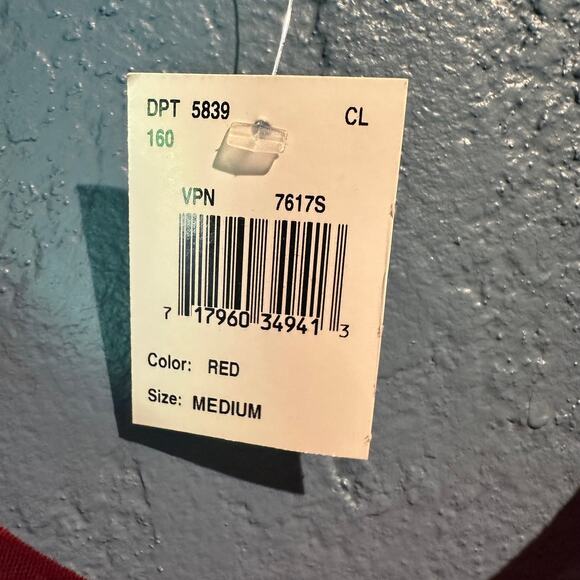 DPT 5839 CL
160
VPN 7617S
7 17960 34941 3
Color: RED
Size: MEDIUM